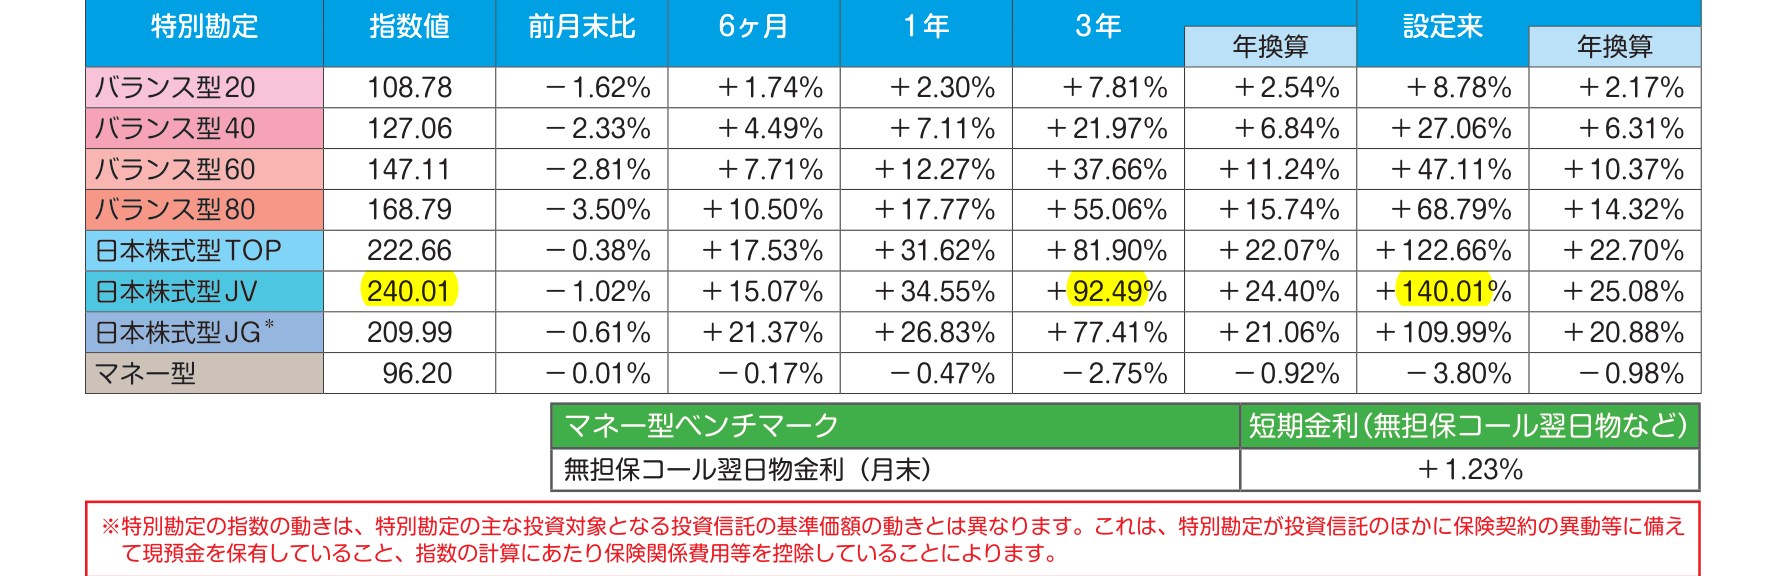 特別勘定 指数値 前月末比 6ヶ月 1年 3年 年換算 設定来 年換算
バランス型20 108.78 －1.62% ＋1.74% ＋2.30% ＋7.81% ＋2.54% ＋8.78% ＋2.17%
バランス型40 127.06 －2.33% ＋4.49% ＋7.11% ＋21.97% ＋6.84% ＋27.06% ＋6.31%
バランス型60 147.11 －2.81% ＋7.71% ＋12.27% ＋37.66% ＋11.24% ＋47.11% ＋10.37%
バランス型80 168.79 －3.50% ＋10.50% ＋17.77% ＋55.06% ＋15.74% ＋68.79% ＋14.32%
日本株式型TOP 222.66 －0.38% ＋17.53% ＋31.62% ＋81.90% ＋22.07% ＋122.66% ＋22.70%
日本株式型JV 240.01 －1.02% ＋15.07% ＋34.55% ＋92.49% ＋24.40% ＋140.01% ＋25.08%
日本株式型JG* 209.99 －0.61% ＋21.37% ＋26.83% ＋77.41% ＋21.06% ＋109.99% ＋20.88%
マネー型 96.20 －0.01% －0.17% －0.47% －2.75% －0.92% －3.80% －0.98%
マネー型ベンチマーク 短期金利（無担保コール翌日物など）
無担保コール翌日物金利（月末） ＋1.23%
※特別勘定の指数の動きは、特別勘定の主な投資対象となる投資信託の基準価額の動きとは異なります。これは、特別勘定が投資信託のほかに保険契約の異動等に備え
て現預金を保有していること、指数の計算にあたり保険関係費用等を控除していることによります。